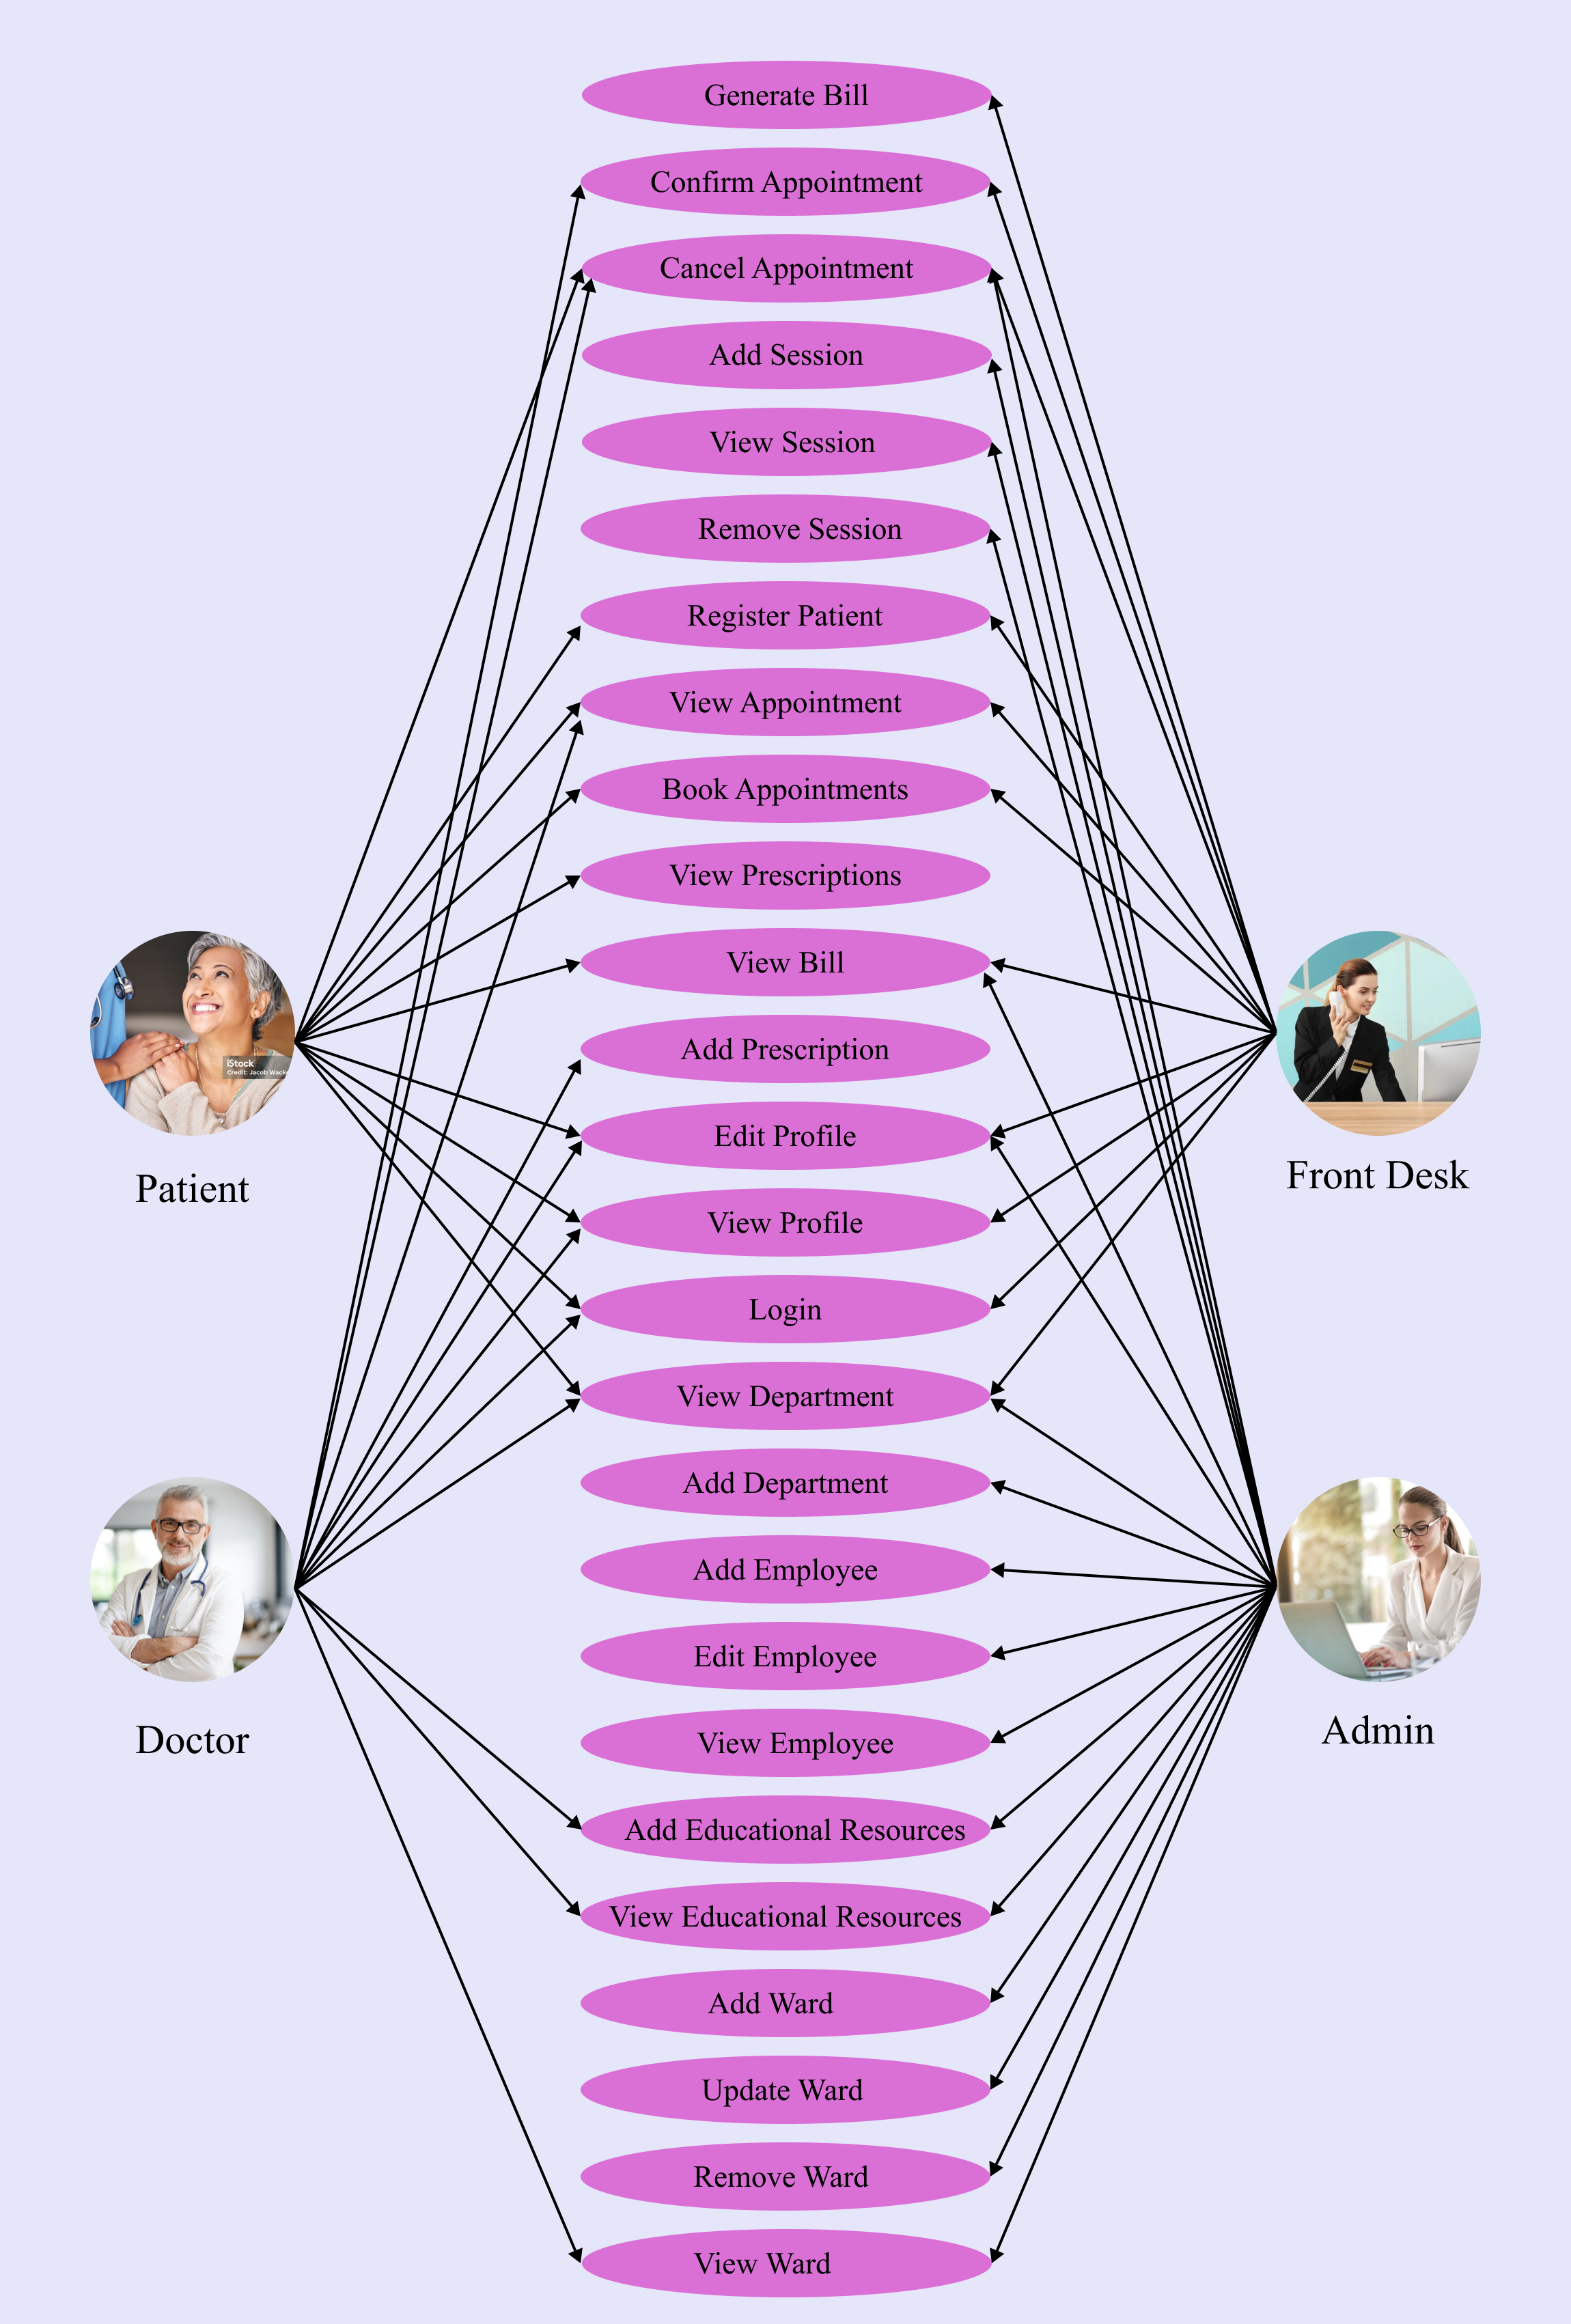 Generate Bill
Confirm Appointment
Cancel Appointment
Add Session
View Session
Remove Session
Register Patient
View Appointment
Book Appointments
View Prescriptions
View Bill
Add Prescription
iStock
Credit: Jacob Wacke
Edit Profile
Patient
Front Desk
View Profile
Login
View Department
Add Department
Add Employee
Edit Employee
Doctor
View Employee
Admin
Add Educational Resources
View Educational Resources
Add Ward
Update Ward
Remove Ward
View Ward